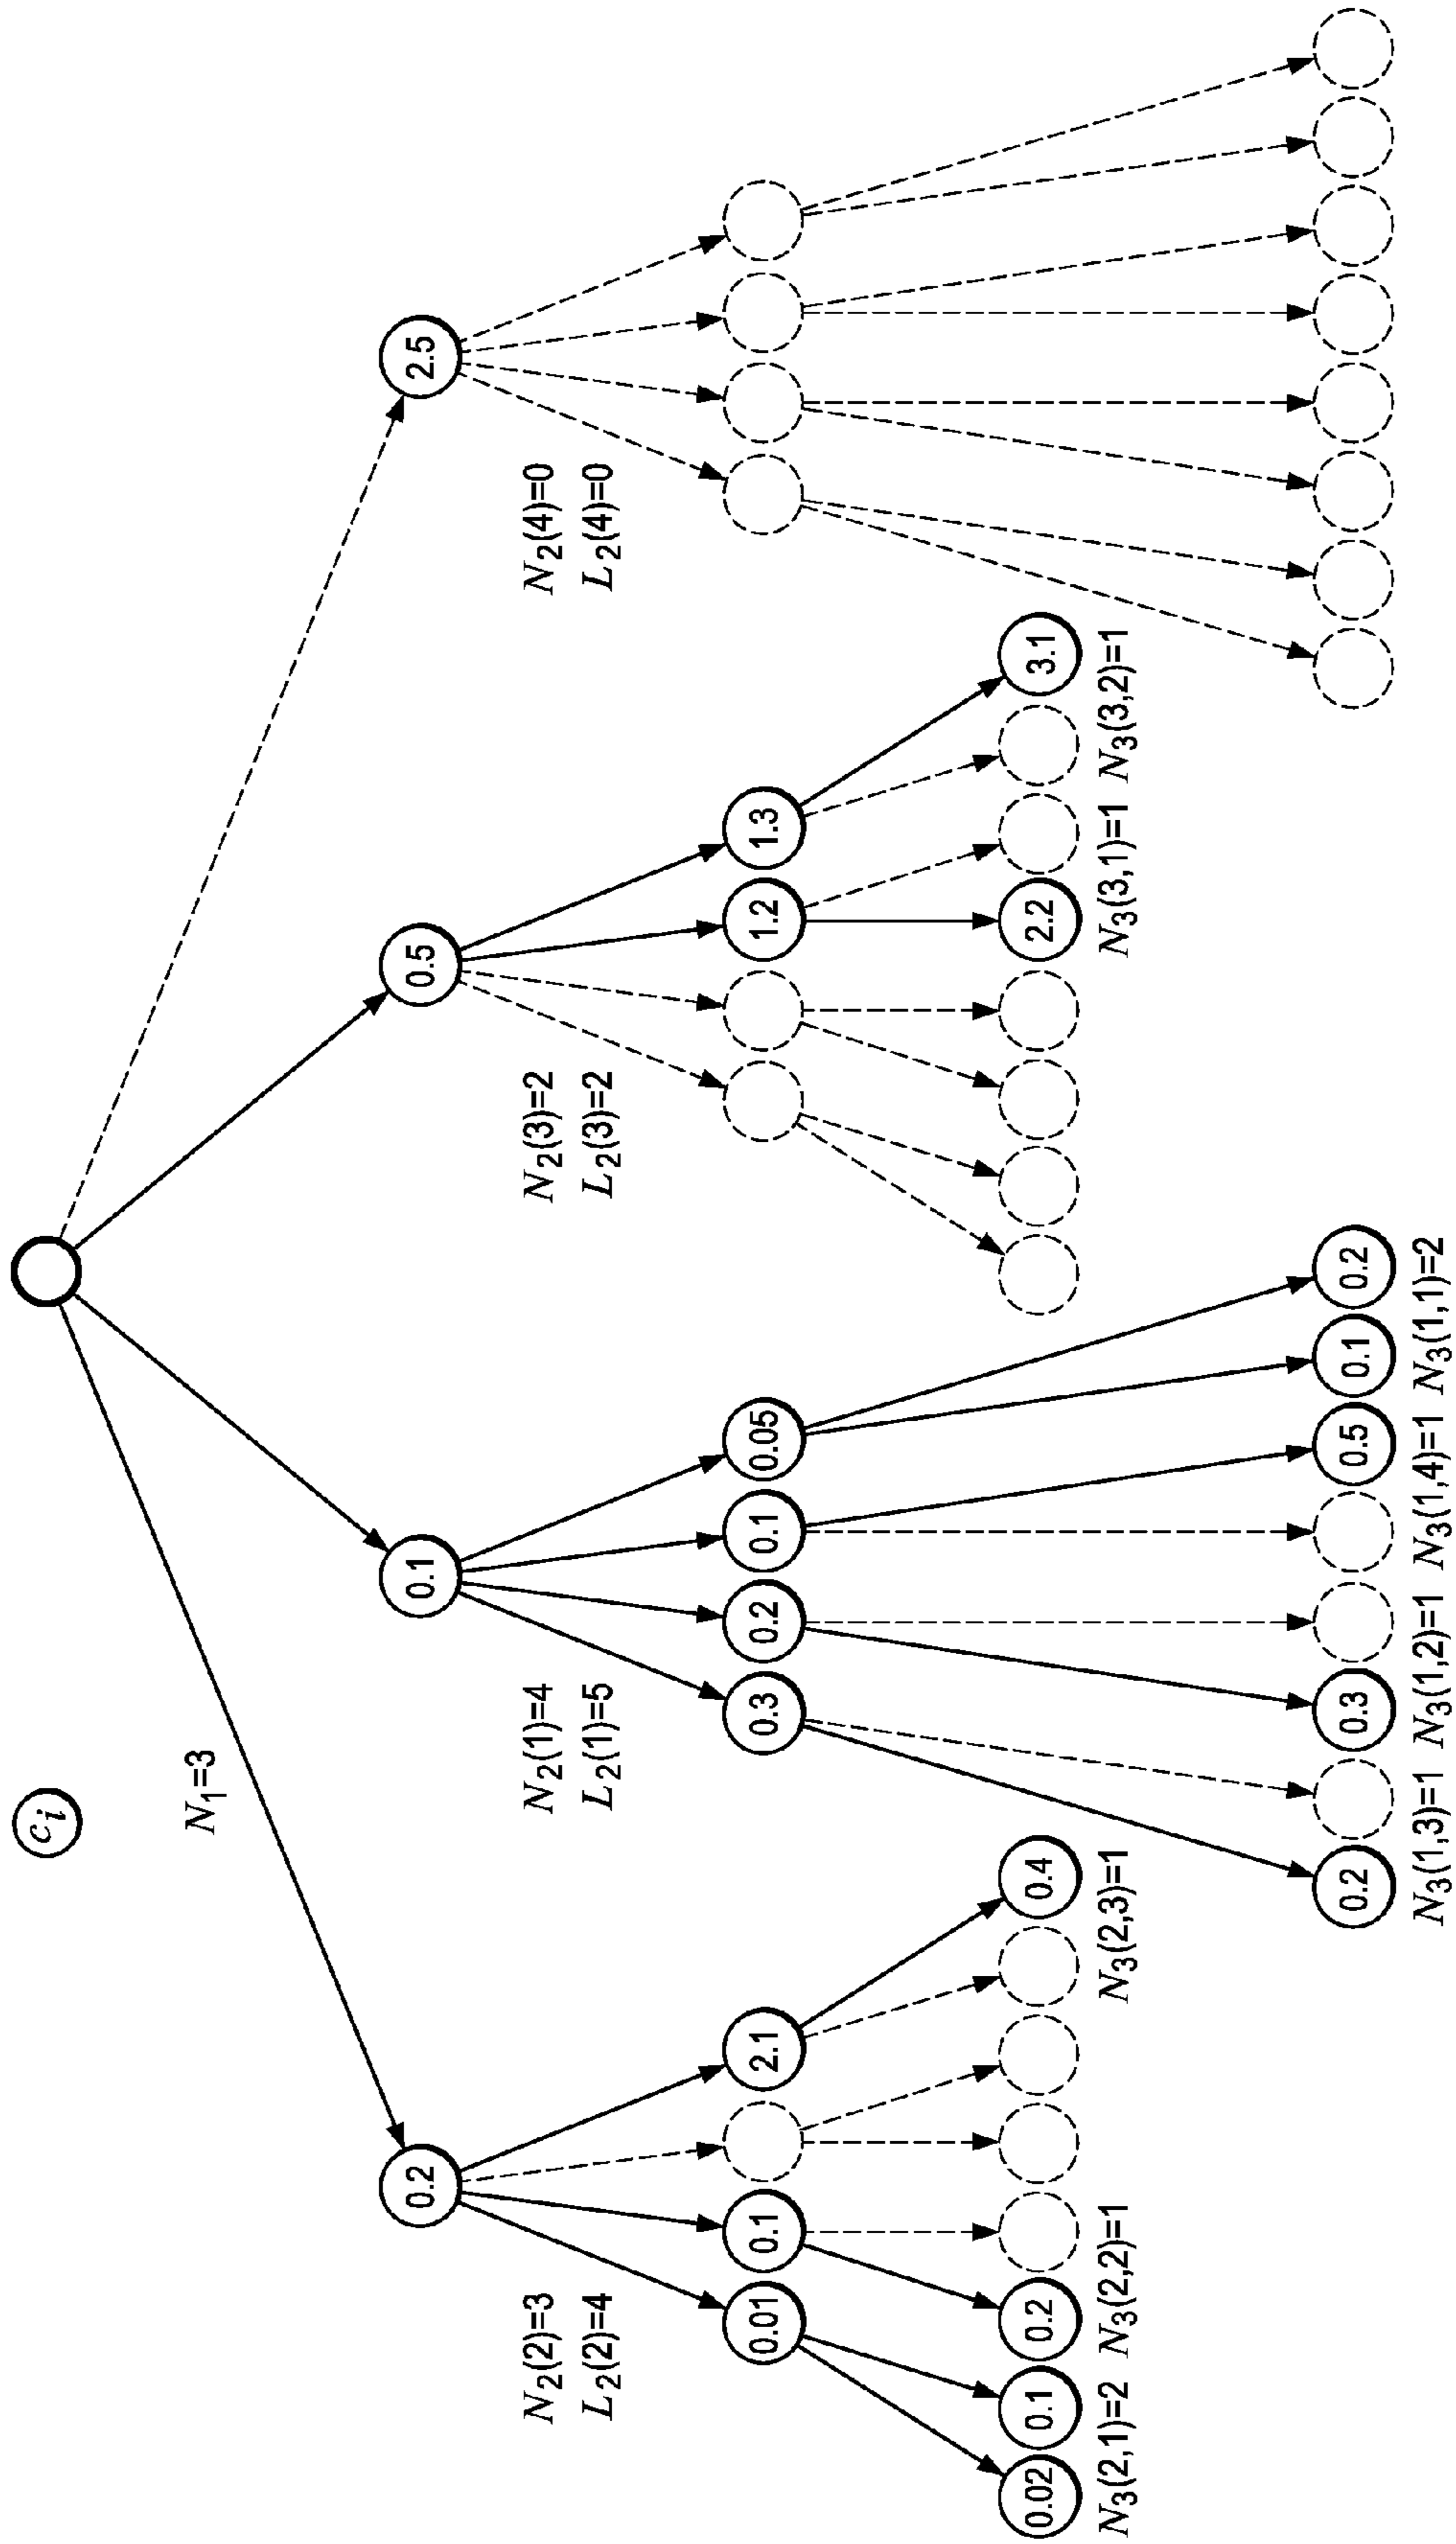 c_i
N_1=3
0.2
0.1
0.5
2.5
N_2(2)=3
L_2(2)=4
N_2(1)=4
L_2(1)=5
N_2(3)=2
L_2(3)=2
N_2(4)=0
L_2(4)=0
0.01
0.1
2.1
0.3
0.2
0.1
0.05
1.2
1.3
0.02
0.1
0.2
0.4
2.2
3.1
N_3(2,1)=2
N_3(2,2)=1
N_3(2,3)=1
N_3(3,1)=1
N_3(3,2)=1
0.2
0.3
0.5
0.1
0.2
N_3(1,3)=1
N_3(1,2)=1
N_3(1,4)=1
N_3(1,1)=2